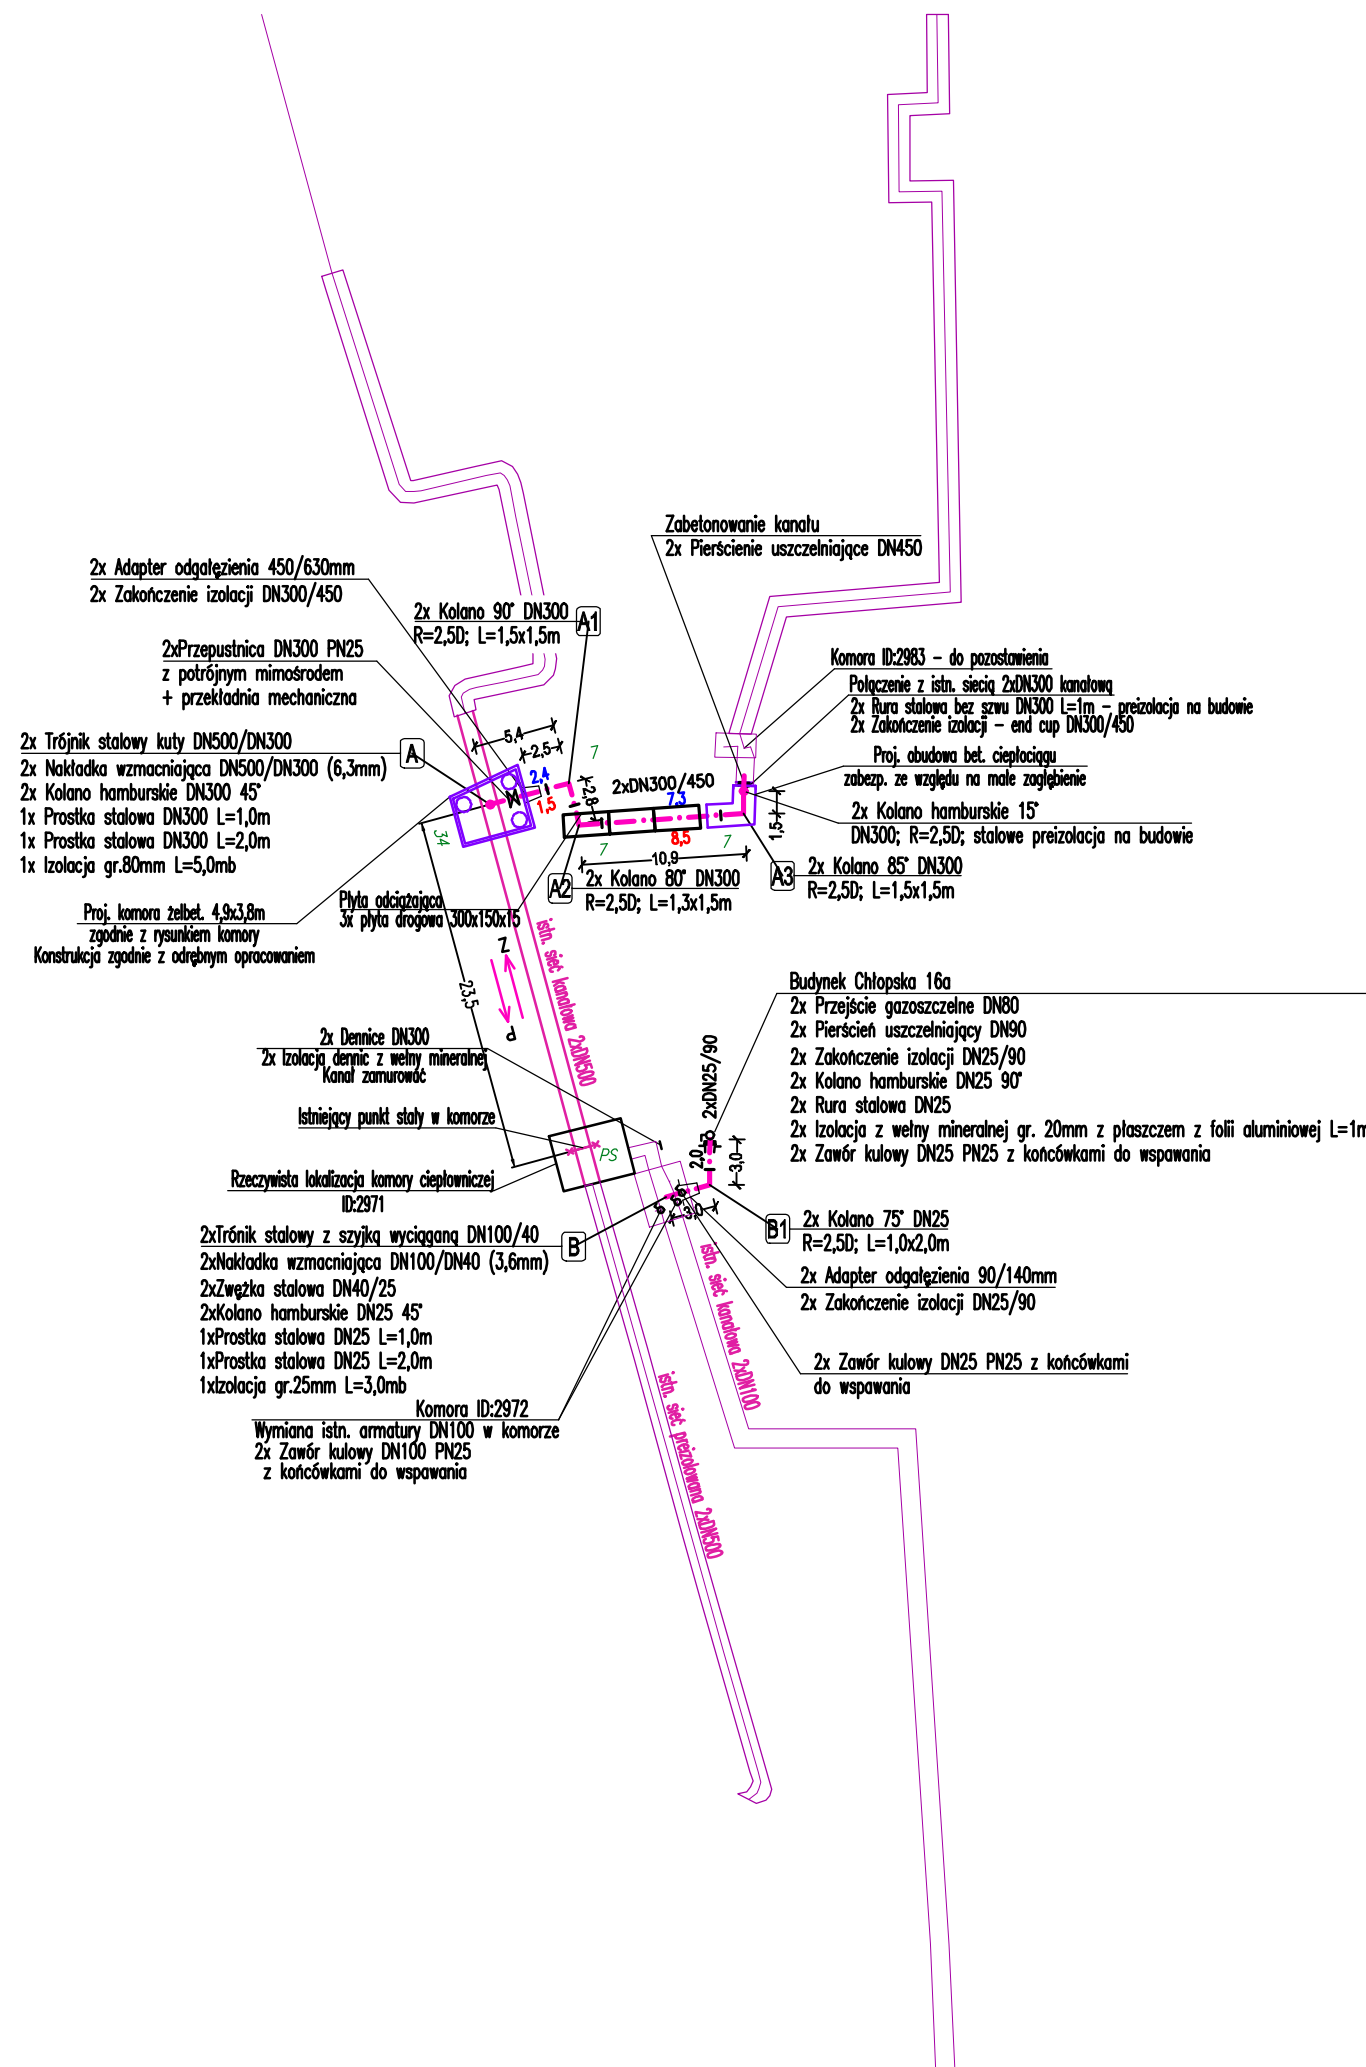 Zabetonowanie kanału
2x Pierścienie uszczelniające DN450
2x Adapter odgałęzienia 450/630mm
2x Zakończenie izolacji DN300/450
2x Kolano 90° DN300
R=2,5D; L=1,5x1,5m
A1
2xPrzepustnica DN300 PN25
z potrójnym mimośrodem
+ przekładnia mechaniczna
Komora ID:2983 - do pozostawienia
Połączenie z istn. siecią 2xDN300 kanałową
2x Rura stalowa bez szwu DN300 L=1m - preizolacja na budowie
2x Zakończenie izolacji - end cup DN300/450
Proj. obudowa bet. ciepłociągu
zabezp. ze względu na małe zagłębienie
2x Kolano hamburskie 15°
DN300; R=2,5D; stalowe preizolacja na budowie
2x Trójnik stalowy kuty DN500/DN300
2x Nakładka wzmacniająca DN500/DN300 (6,3mm)
2x Kolano hamburskie DN300 45°
1x Prostka stalowa DN300 L=1,0m
1x Prostka stalowa DN300 L=2,0m
1x Izolacja gr.80mm L=5,0mb
A
5,4
2,5
7
2,4
1,5
2,8
2xDN300/450
7,3
8,5
1,5
34
7
7
10,9
A2
2x Kolano 80° DN300
R=2,5D; L=1,3x1,5m
A3
2x Kolano 85° DN300
R=2,5D; L=1,5x1,5m
Płyta odciążająca
3x płyta drogowa 300x150x15
Proj. komora żelbet. 4,9x3,8m
zgodnie z rysunkiem komory
Konstrukcja zgodnie z odrębnym opracowaniem
Z
P
23,5
istn. sieć kanałowa 2xDN500
Budynek Chłopska 16a
2x Przejście gazoszczelne DN80
2x Pierścień uszczelniający DN90
2x Zakończenie izolacji DN25/90
2x Kolano hamburskie DN25 90°
2x Rura stalowa DN25
2x Izolacja z wełny mineralnej gr. 20mm z płaszczem z folii aluminiowej L=1m
2x Zawór kulowy DN25 PN25 z końcówkami do wspawania
2x Dennice DN300
2x Izolacja dennic z wełny mineralnej
Kanał zamurować
Istniejący punkt stały w komorze
PS
2xDN25/90
2,0
3,0
3,0
Rzeczywista lokalizacja komory ciepłowniczej
ID:2971
B1
2x Kolano 75° DN25
R=2,5D; L=1,0x2,0m
2xTrónik stalowy z szyjką wyciąganą DN100/40
2xNakładka wzmacniająca DN100/DN40 (3,6mm)
2xZwężka stalowa DN40/25
2xKolano hamburskie DN25 45°
1xProstka stalowa DN25 L=1,0m
1xProstka stalowa DN25 L=2,0m
1xIzolacja gr.25mm L=3,0mb
B
2x Adapter odgałęzienia 90/140mm
2x Zakończenie izolacji DN25/90
istn. sieć kanałowa 2xDN100
2x Zawór kulowy DN25 PN25 z końcówkami
do wspawania
Komora ID:2972
Wymiana istn. armatury DN100 w komorze
2x Zawór kulowy DN100 PN25
z końcówkami do wspawania
istn. sieć preizolowana 2xDN500